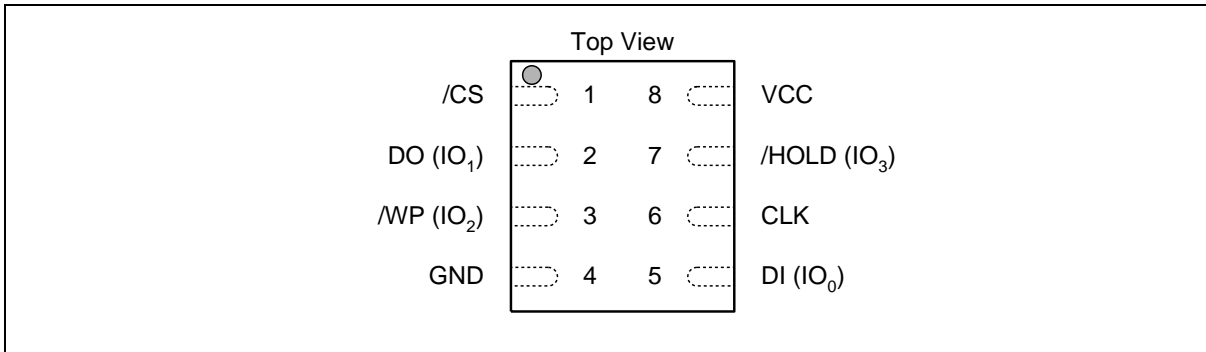 Top View
/CS 1 8 VCC
DO (IO₁) 2 7 /HOLD (IO₃)
/WP (IO₂) 3 6 CLK
GND 4 5 DI (IO₀)